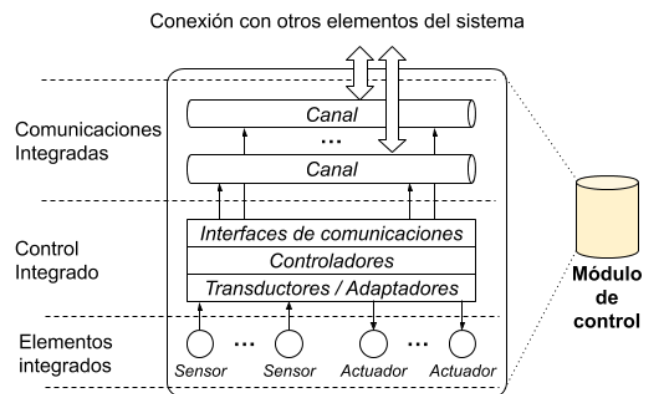 Conexión con otros elementos del sistema
Comunicaciones
Integradas
Canal
...
Canal
Control
Integrado
Interfaces de comunicaciones
Controladores
Transductores / Adaptadores
Elementos
integrados
... ...
Sensor Sensor Actuador Actuador
Módulo
de
control